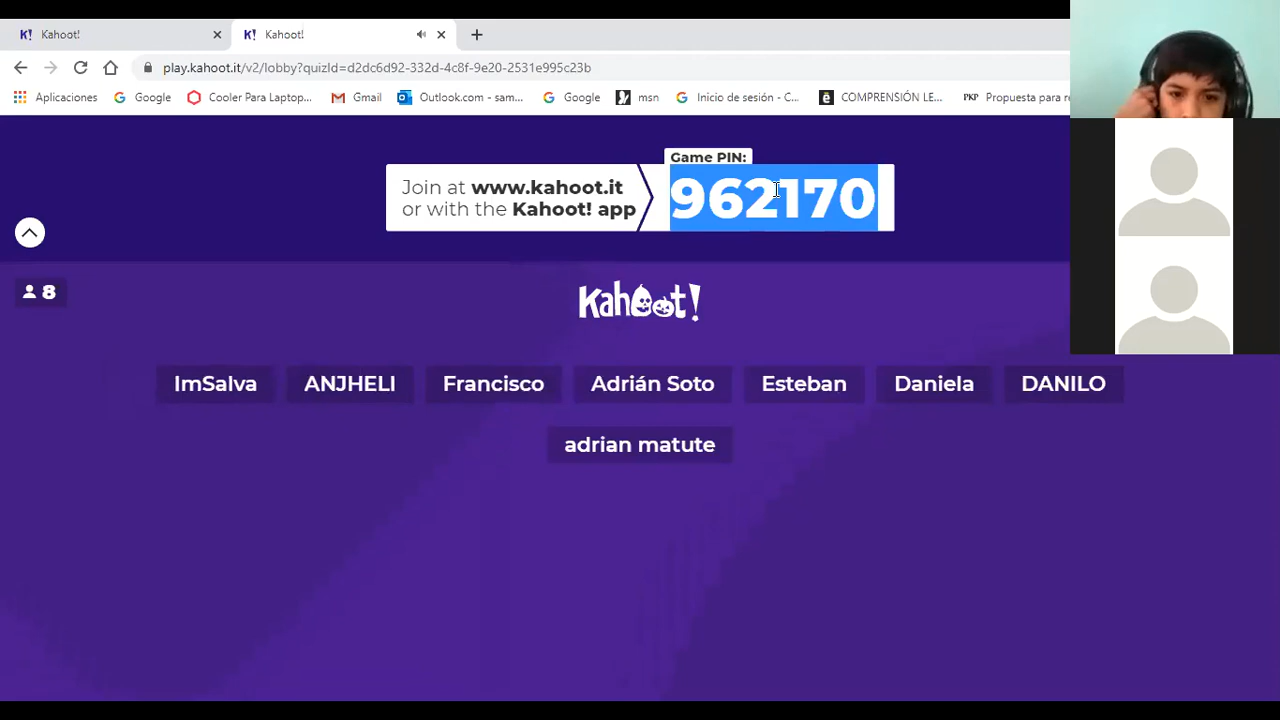 Kahoot!
Kahoot!
play.kahoot.it/v2/lobby?quizId=d2dc6d92-332d-4c8f-9e20-2531e995c23b
Aplicaciones Google Cooler Para Laptop... Gmail Outlook.com - sam... Google msn Inicio de sesión - C... COMPRENSIÓN LE... PKP Propuesta para re
Game PIN:
Join at www.kahoot.it
or with the Kahoot! app
962170
8
Kahoot!
ImSalva ANJHELI Francisco Adrián Soto Esteban Daniela DANILO
adrian matute